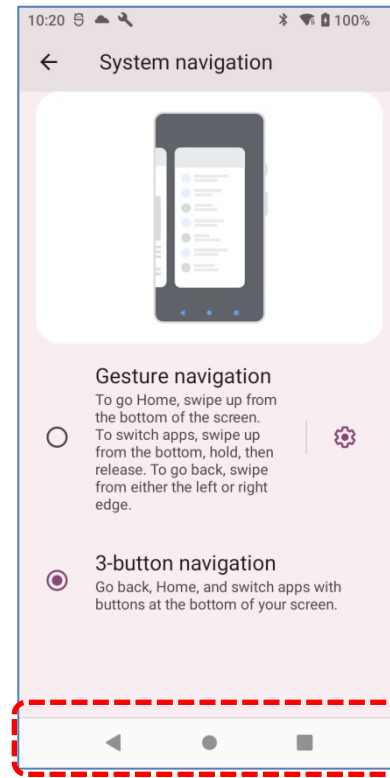 10:20 100%
System navigation
Gesture navigation
To go Home, swipe up from
the bottom of the screen.
To switch apps, swipe up
from the bottom, hold, then
release. To go back, swipe
from either the left or right
edge.
3-button navigation
Go back, Home, and switch apps with
buttons at the bottom of your screen.